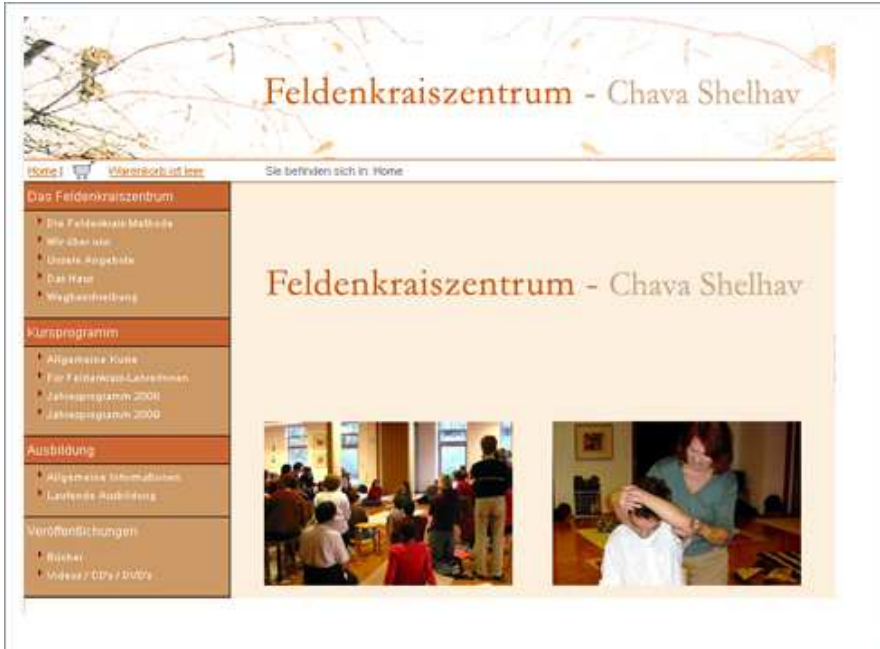 Feldenkraiszentrum - Chava Shelhav
Home | Warenkorb ist leer Sie befinden sich in: Home
Das Feldenkraiszentrum
Die Feldenkrais-Methode
Wir über uns
Unsere Angebote
Das Haus
Wegbeschreibung
Feldenkraiszentrum - Chava Shelhav
Kursprogramm
Allgemeine Kurse
Für Feldenkrais-LehrerInnen
Jahresprogramm
Jahresprogramm
Ausbildung
Allgemeine Informationen
Laufende Ausbildung
Veröffentlichungen
Bücher
Videos / CD's / DVD's